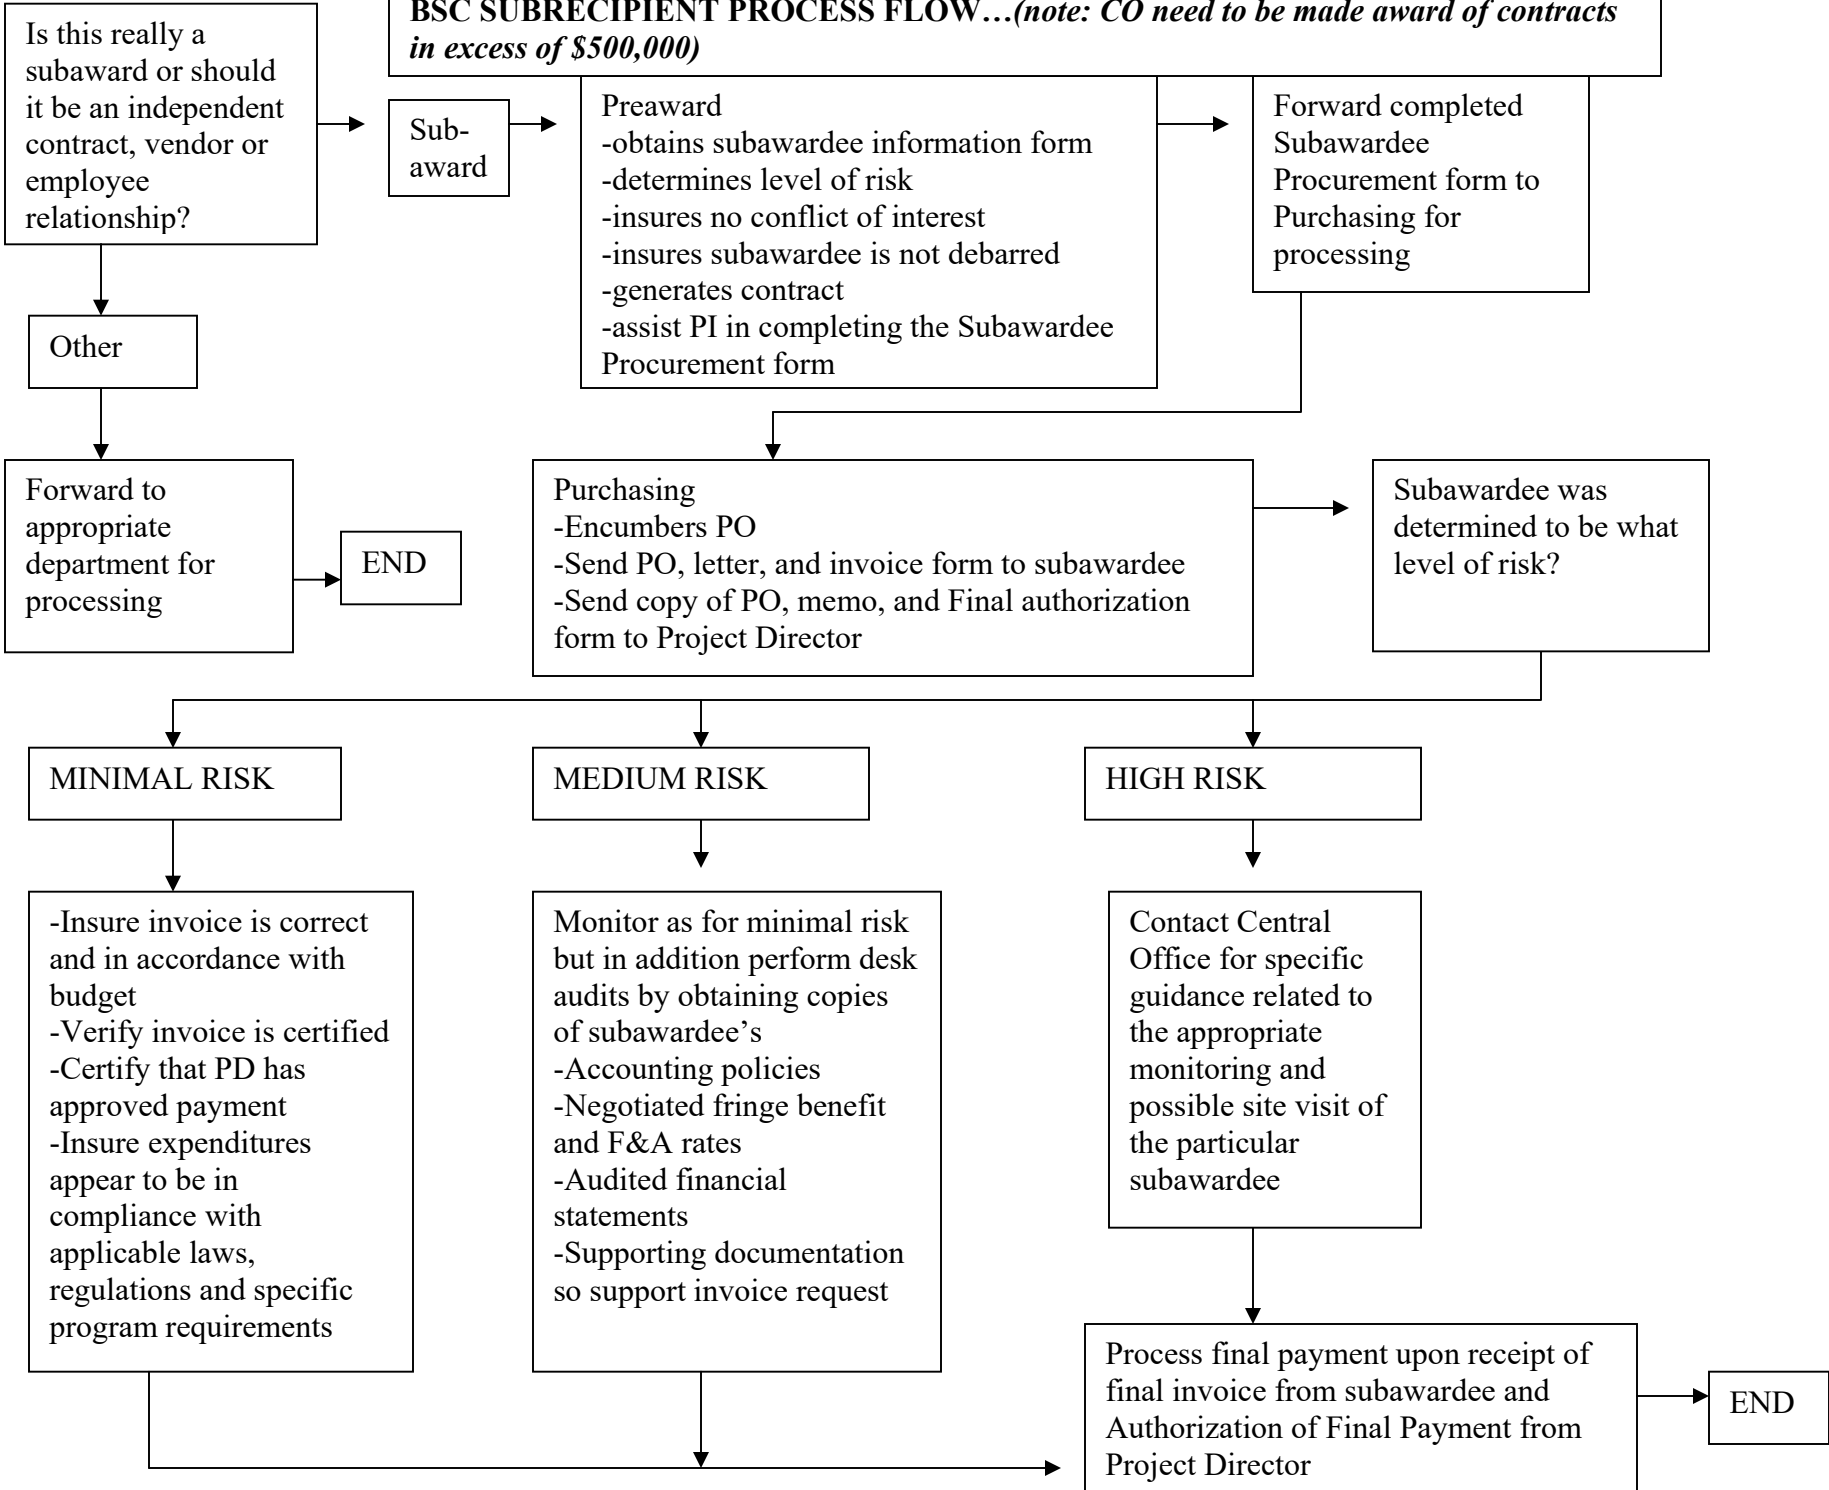 BSC SUBRECIPIENT PROCESS FLOW…(note: CO need to be made award of contracts
in excess of $500,000)
Is this really a
subaward or should
it be an independent
contract, vendor or
employee
relationship?
Sub-
award
Preaward
-obtains subawardee information form
-determines level of risk
-insures no conflict of interest
-insures subawardee is not debarred
-generates contract
-assist PI in completing the Subawardee
Procurement form
Forward completed
Subawardee
Procurement form to
Purchasing for
processing
Other
Forward to
appropriate
department for
processing
END
Purchasing
-Encumbers PO
-Send PO, letter, and invoice form to subawardee
-Send copy of PO, memo, and Final authorization
form to Project Director
Subawardee was
determined to be what
level of risk?
MINIMAL RISK
MEDIUM RISK
HIGH RISK
-Insure invoice is correct
and in accordance with
budget
-Verify invoice is certified
-Certify that PD has
approved payment
-Insure expenditures
appear to be in
compliance with
applicable laws,
regulations and specific
program requirements
Monitor as for minimal risk
but in addition perform desk
audits by obtaining copies
of subawardee’s
-Accounting policies
-Negotiated fringe benefit
and F&A rates
-Audited financial
statements
-Supporting documentation
so support invoice request
Contact Central
Office for specific
guidance related to
the appropriate
monitoring and
possible site visit of
the particular
subawardee
Process final payment upon receipt of
final invoice from subawardee and
Authorization of Final Payment from
Project Director
END